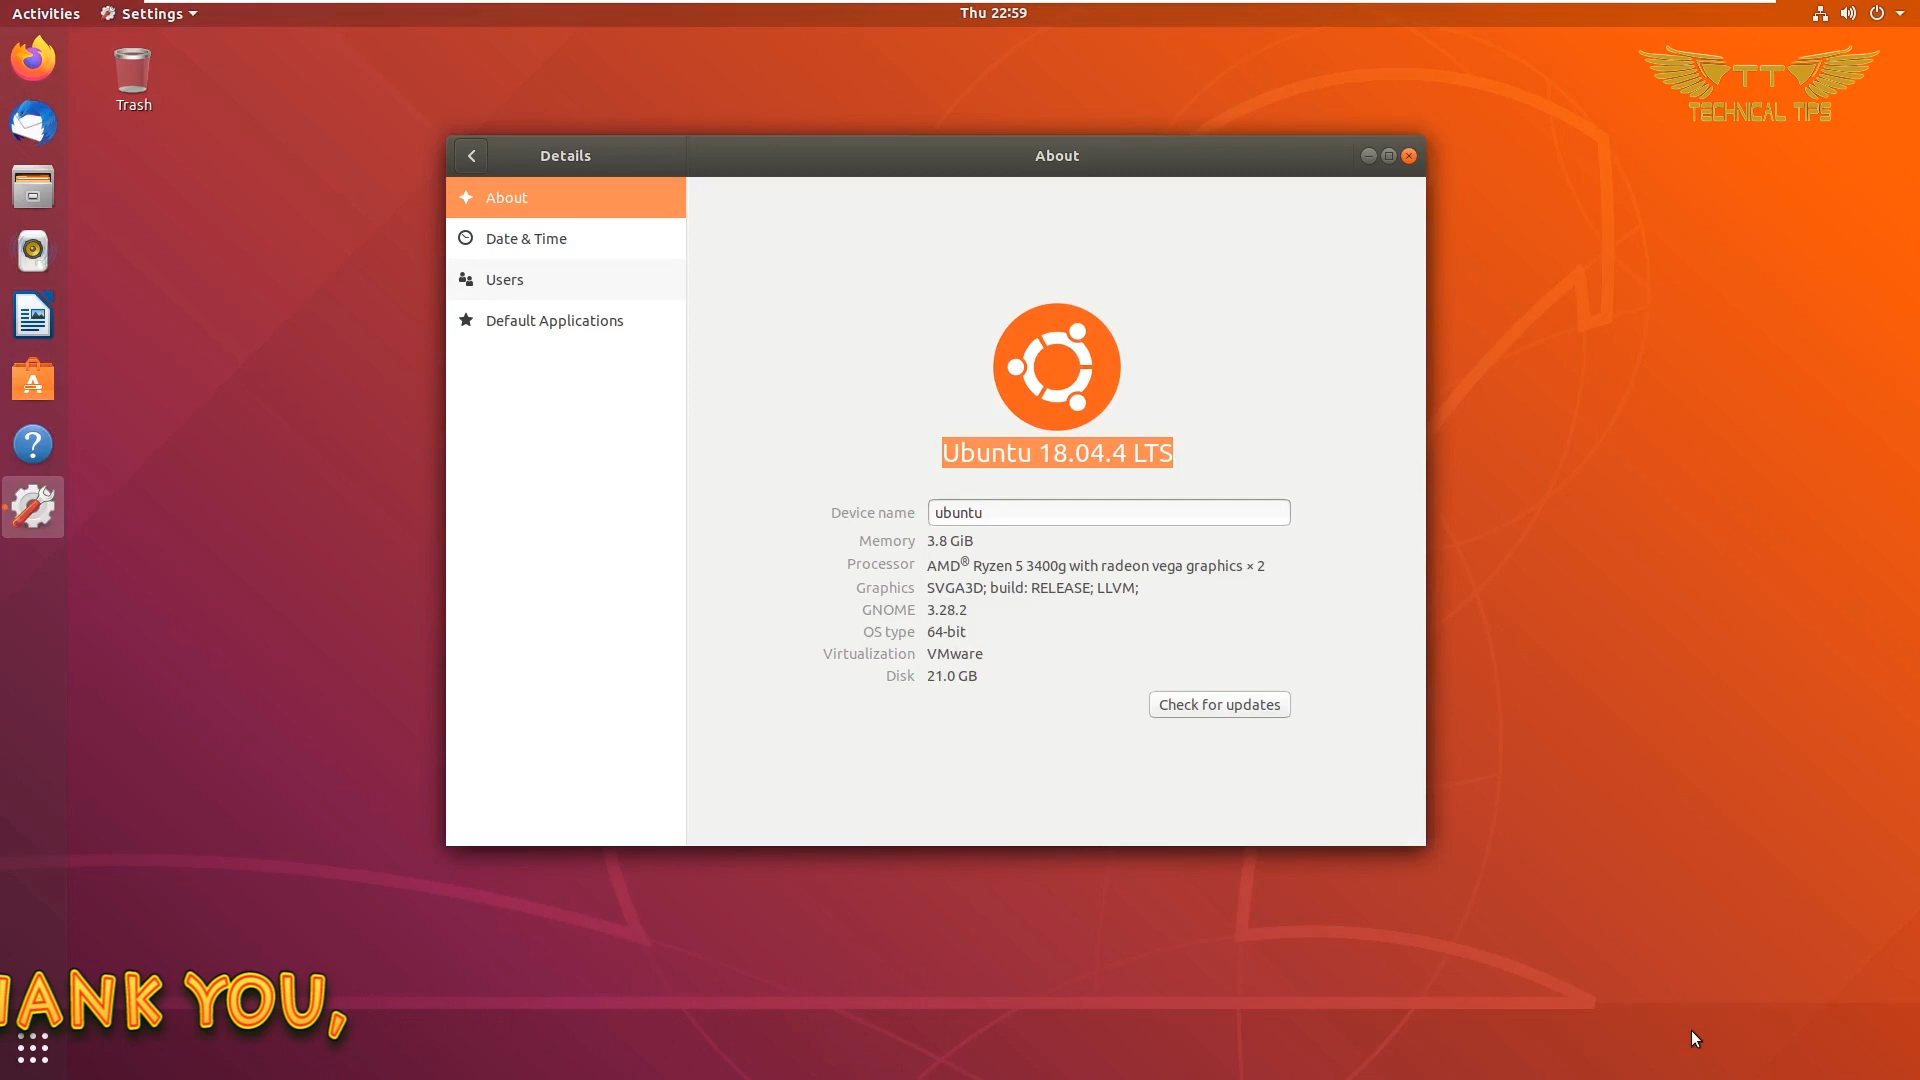 Activities
Settings
Thu 22:59
Trash
TT
TECHNICAL TIPS
Details
About
About
Date & Time
Users
Default Applications
Ubuntu 18.04.4 LTS
Device name ubuntu
Memory 3.8 GiB
Processor AMD® Ryzen 5 3400g with radeon vega graphics × 2
Graphics SVGA3D; build: RELEASE; LLVM;
GNOME 3.28.2
OS type 64-bit
Virtualization VMware
Disk 21.0 GB
Check for updates
HANK YOU,